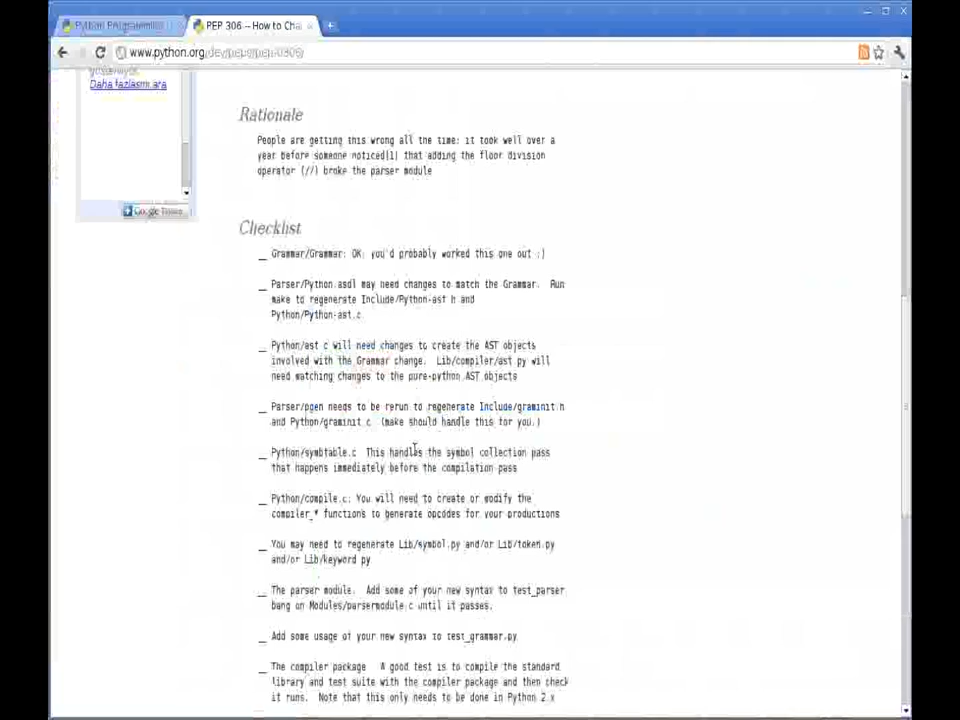 Python Programmin
PEP 306 -- How to Cha
www.python.org/dev/peps/pep-0306/
Daha fazlasını ara
Google Translate
Rationale
People are getting this wrong all the time: it took well over a
year before someone noticed[1] that adding the floor division
operator (//) broke the parser module
Checklist
__ Grammar/Grammar: OK, you'd probably worked this one out :)
__ Parser/Python.asdl may need changes to match the Grammar. Run
make to regenerate Include/Python-ast.h and
Python/Python-ast.c
__ Python/ast.c will need changes to create the AST objects
involved with the Grammar change. Lib/compiler/ast.py will
need matching changes to the pure-python AST objects
__ Parser/pgen needs to be rerun to regenerate Include/graminit.h
and Python/graminit.c (make should handle this for you.)
__ Python/symbtable.c This handles the symbol collection pass
that happens immediately before the compilation pass
__ Python/compile.c: You will need to create or modify the
compiler_* functions to generate opcodes for your productions
__ You may need to regenerate Lib/symbol.py and/or Lib/token.py
and/or Lib/keyword.py
__ The parser module. Add some of your new syntax to test_parser
bang on Modules/parsermodule.c until it passes.
__ Add some usage of your new syntax to test_grammar.py
__ The compiler package A good test is to compile the standard
library and test suite with the compiler package and then check
it runs. Note that this only needs to be done in Python 2.x